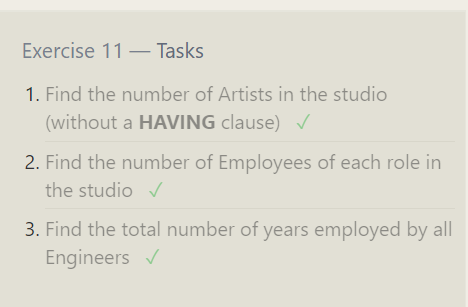 Exercise 11 — Tasks
1. Find the number of Artists in the studio
(without a HAVING clause) ✓
2. Find the number of Employees of each role in
the studio ✓
3. Find the total number of years employed by all
Engineers ✓